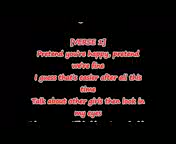 [VERSE 1]
Pretend you're happy, pretend
we're fine
I guess that's easier after all this
time
Talk about other girls then look in
my eyes